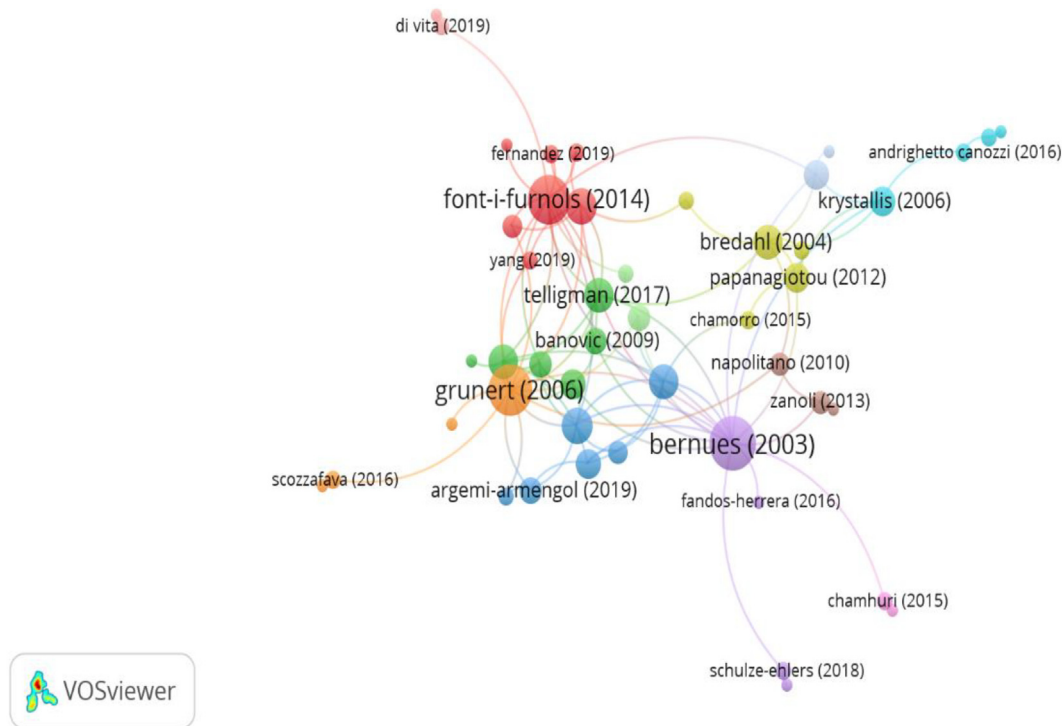 di vita (2019)
fernandez (2019)
andrighetto canozzi (2016)
font-i-furnols (2014)
krystallis (2006)
bredahl (2004)
yang (2019)
papanagiotou (2012)
telligman (2017)
chamorro (2015)
banovic (2009)
napolitano (2010)
grunert (2006)
zanoli (2013)
bernues (2003)
scozzafava (2016)
argemi-armengol (2019)
fandos-herrera (2016)
chamhuri (2015)
schulze-ehlers (2018)
VOSviewer